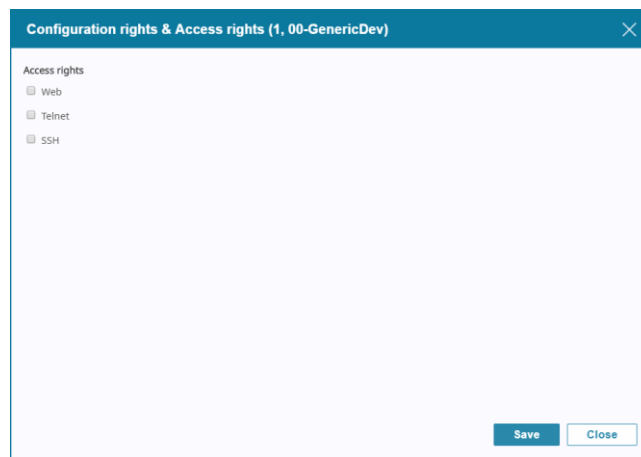 Configuration rights & Access rights (1, 00-GenericDev)
Access rights
Web
Telnet
SSH
Save Close